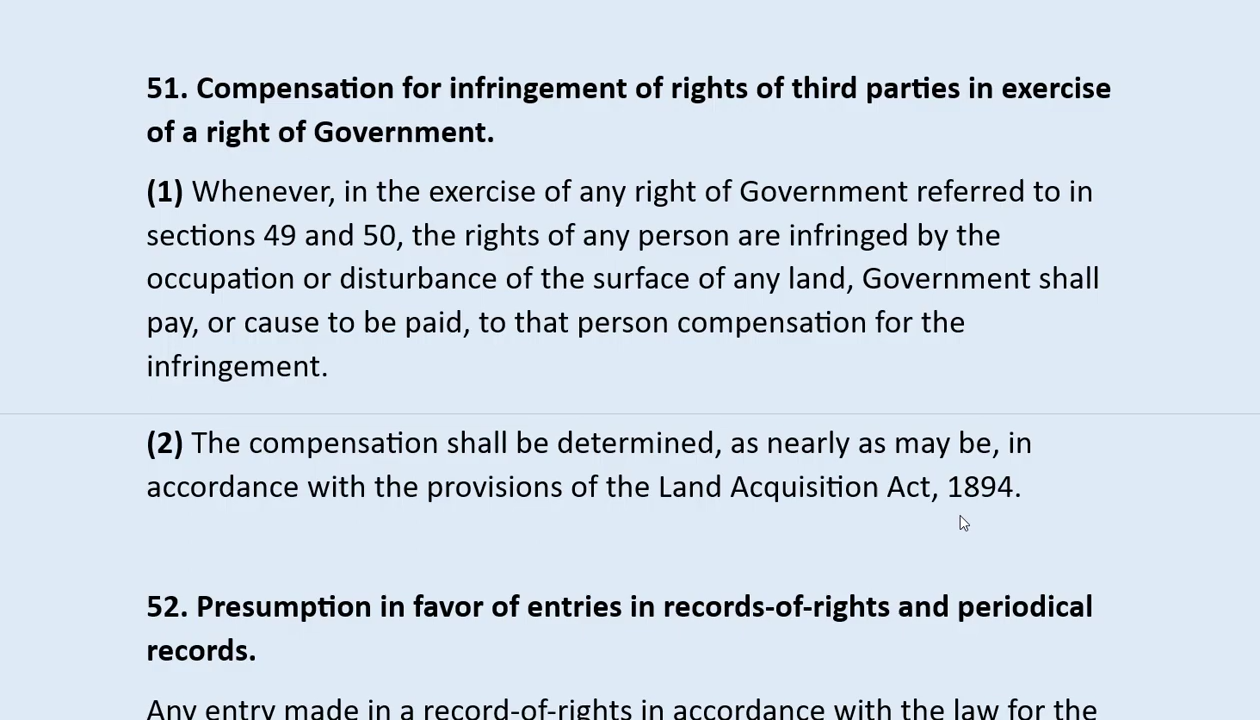 51. Compensation for infringement of rights of third parties in exercise
of a right of Government.
(1) Whenever, in the exercise of any right of Government referred to in
sections 49 and 50, the rights of any person are infringed by the
occupation or disturbance of the surface of any land, Government shall
pay, or cause to be paid, to that person compensation for the
infringement.
(2) The compensation shall be determined, as nearly as may be, in
accordance with the provisions of the Land Acquisition Act, 1894.
52. Presumption in favor of entries in records-of-rights and periodical
records.
Any entry made in a record-of-rights in accordance with the law for the